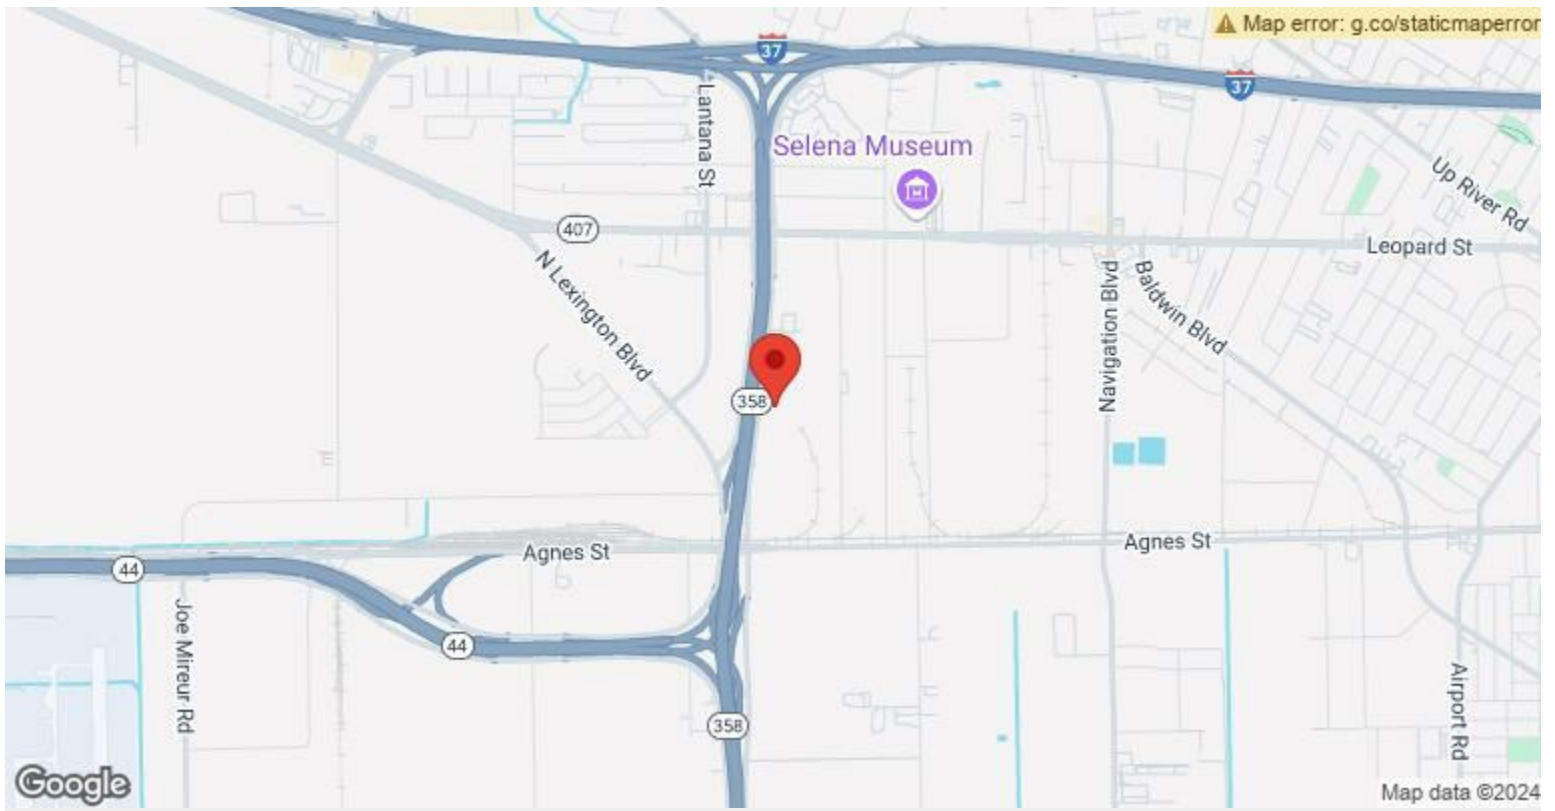 Map error: g.co/staticmaperror
37
37
Lantana St
Selena Museum
Up River Rd
407
Leopard St
N Lexington Blvd
Navigation Blvd
Baldwin Blvd
358
Agnes St
Agnes St
44
Joe Mireur Rd
44
Airport Rd
358
Google
Map data ©2024